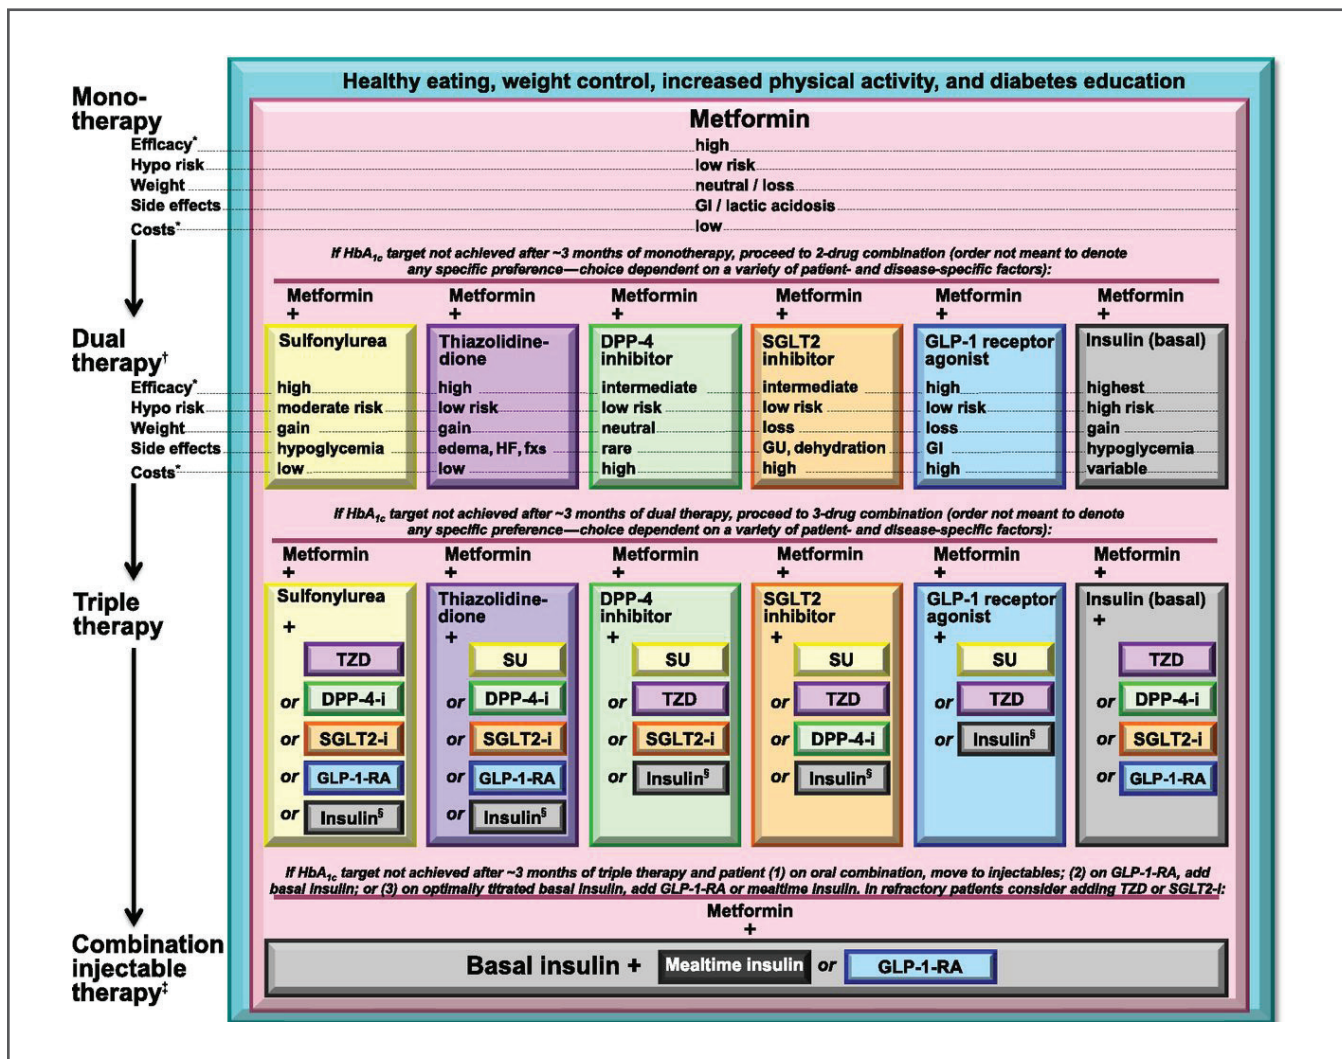 Healthy eating, weight control, increased physical activity, and diabetes education
Mono-
therapy
Metformin
Efficacy* high
Hypo risk low risk
Weight neutral / loss
Side effects GI / lactic acidosis
Costs* low
If HbA1c target not achieved after ~3 months of monotherapy, proceed to 2-drug combination (order not meant to denote
any specific preference—choice dependent on a variety of patient- and disease-specific factors):
Metformin Metformin Metformin Metformin Metformin Metformin
+ + + + + +
Dual
therapy†
Sulfonylurea Thiazolidine- DPP-4 SGLT2 GLP-1 receptor Insulin (basal)
dione inhibitor inhibitor agonist
Efficacy* high high intermediate intermediate high highest
Hypo risk moderate risk low risk low risk low risk low risk high risk
Weight gain gain neutral loss loss gain
Side effects hypoglycemia edema, HF, fxs rare GU, dehydration GI hypoglycemia
Costs* low low high high high variable
If HbA1c target not achieved after ~3 months of dual therapy, proceed to 3-drug combination (order not meant to denote
any specific preference—choice dependent on a variety of patient- and disease-specific factors):
Metformin Metformin Metformin Metformin Metformin Metformin
+ + + + + +
Triple
therapy
Sulfonylurea Thiazolidine- DPP-4 SGLT2 GLP-1 receptor Insulin (basal)
dione inhibitor inhibitor agonist
+ + + + + +
TZD SU SU SU SU TZD
or DPP-4-i or DPP-4-i or TZD or TZD or TZD or DPP-4-i
or SGLT2-i or SGLT2-i or SGLT2-i or DPP-4-i or Insulin§ or SGLT2-i
or GLP-1-RA or GLP-1-RA or Insulin§ or Insulin§ or GLP-1-RA
or Insulin§ or Insulin§
If HbA1c target not achieved after ~3 months of triple therapy and patient (1) on oral combination, move to injectables; (2) on GLP-1-RA, add
basal insulin; or (3) on optimally titrated basal insulin, add GLP-1-RA or mealtime insulin. In refractory patients consider adding TZD or SGLT2-i:
Metformin
+
Combination
injectable
therapy‡
Basal insulin + Mealtime insulin or GLP-1-RA